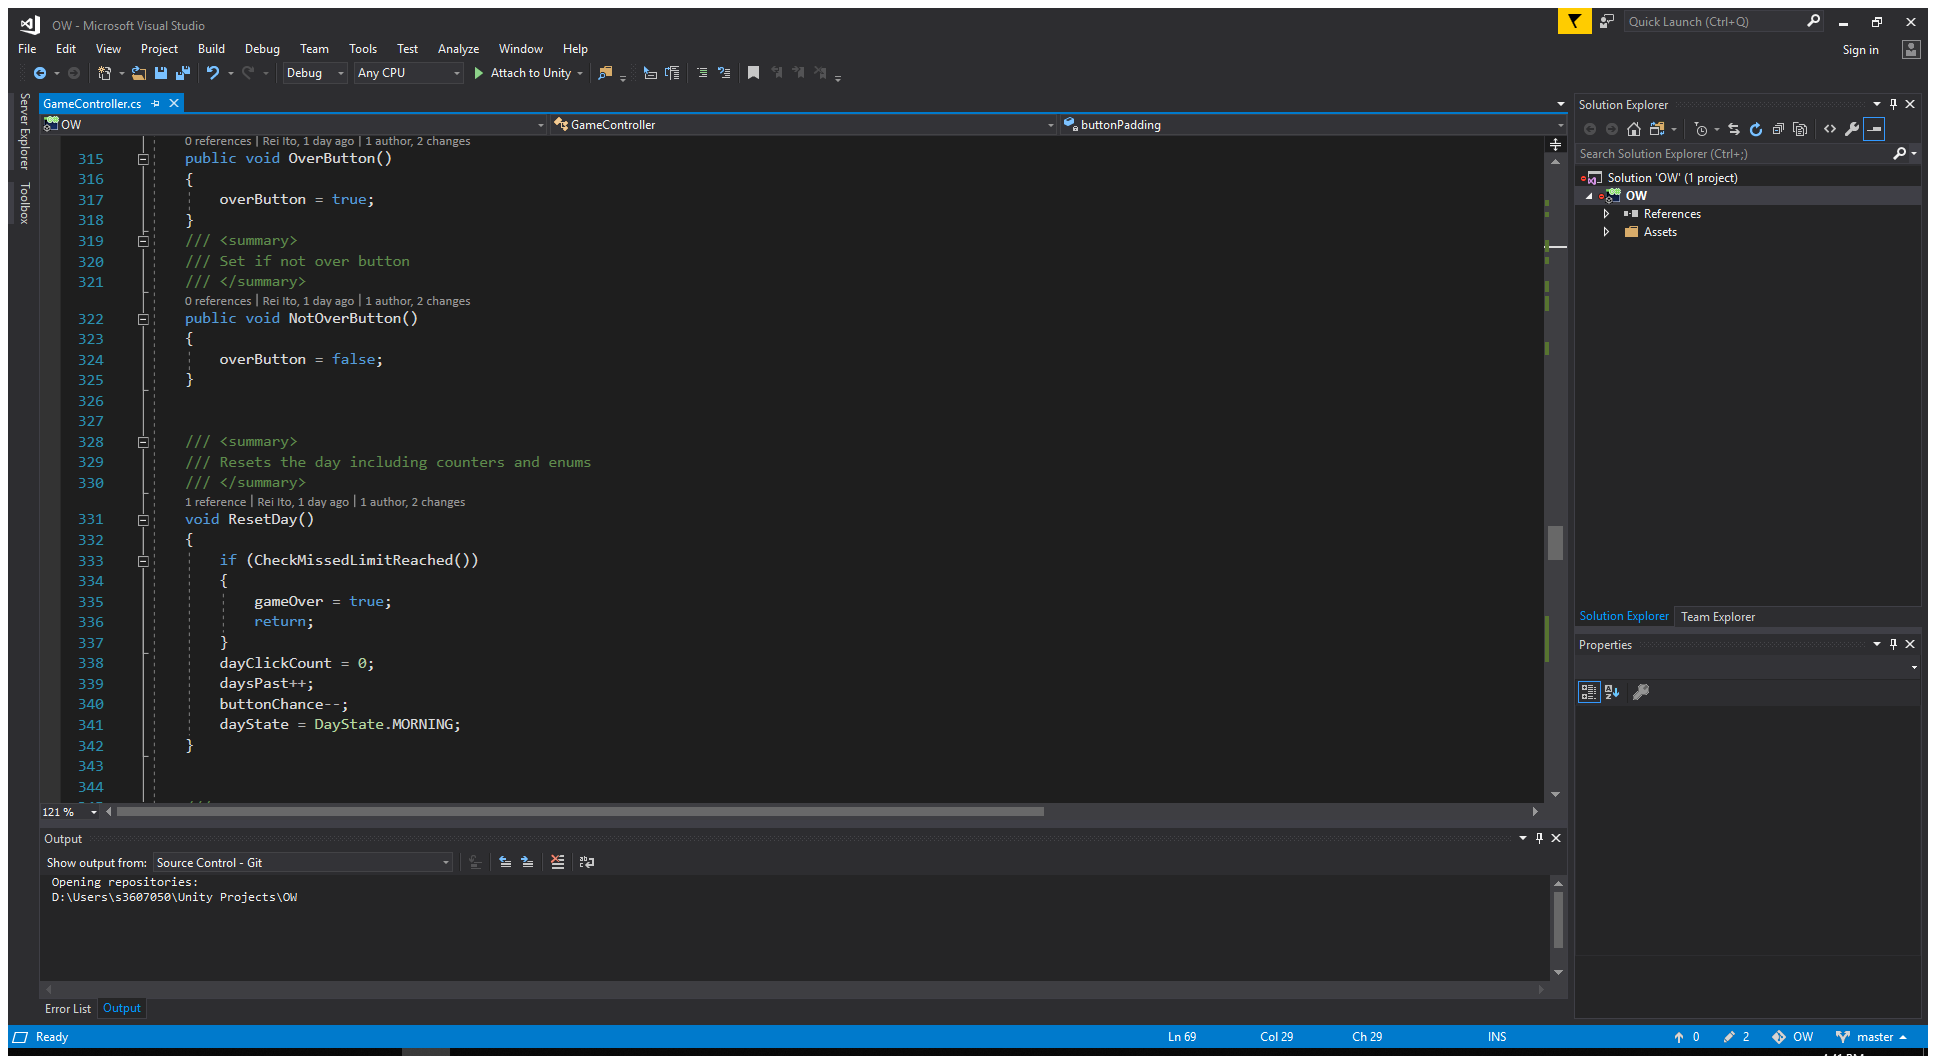 OW - Microsoft Visual Studio
Quick Launch (Ctrl+Q)
File Edit View Project Build Debug Team Tools Test Analyze Window Help
Sign in
Debug Any CPU Attach to Unity
Server Explorer
Toolbox
GameController.cs
OW GameController buttonPadding
0 references | Rei Ito, 1 day ago | 1 author, 2 changes
315 public void OverButton()
316 {
317 overButton = true;
318 }
319 /// <summary>
320 /// Set if not over button
321 /// </summary>
0 references | Rei Ito, 1 day ago | 1 author, 2 changes
322 public void NotOverButton()
323 {
324 overButton = false;
325 }
326
327
328 /// <summary>
329 /// Resets the day including counters and enums
330 /// </summary>
1 reference | Rei Ito, 1 day ago | 1 author, 2 changes
331 void ResetDay()
332 {
333 if (CheckMissedLimitReached())
334 {
335 gameOver = true;
336 return;
337 }
338 dayClickCount = 0;
339 daysPast++;
340 buttonChance--;
341 dayState = DayState.MORNING;
342 }
343
344
121 %
Output
Show output from: Source Control - Git
Opening repositories:
D:\Users\s3607050\Unity Projects\OW
Error List Output
Solution Explorer
Search Solution Explorer (Ctrl+;)
Solution 'OW' (1 project)
OW
References
Assets
Solution Explorer Team Explorer
Properties
Ready Ln 69 Col 29 Ch 29 INS 0 2 OW master